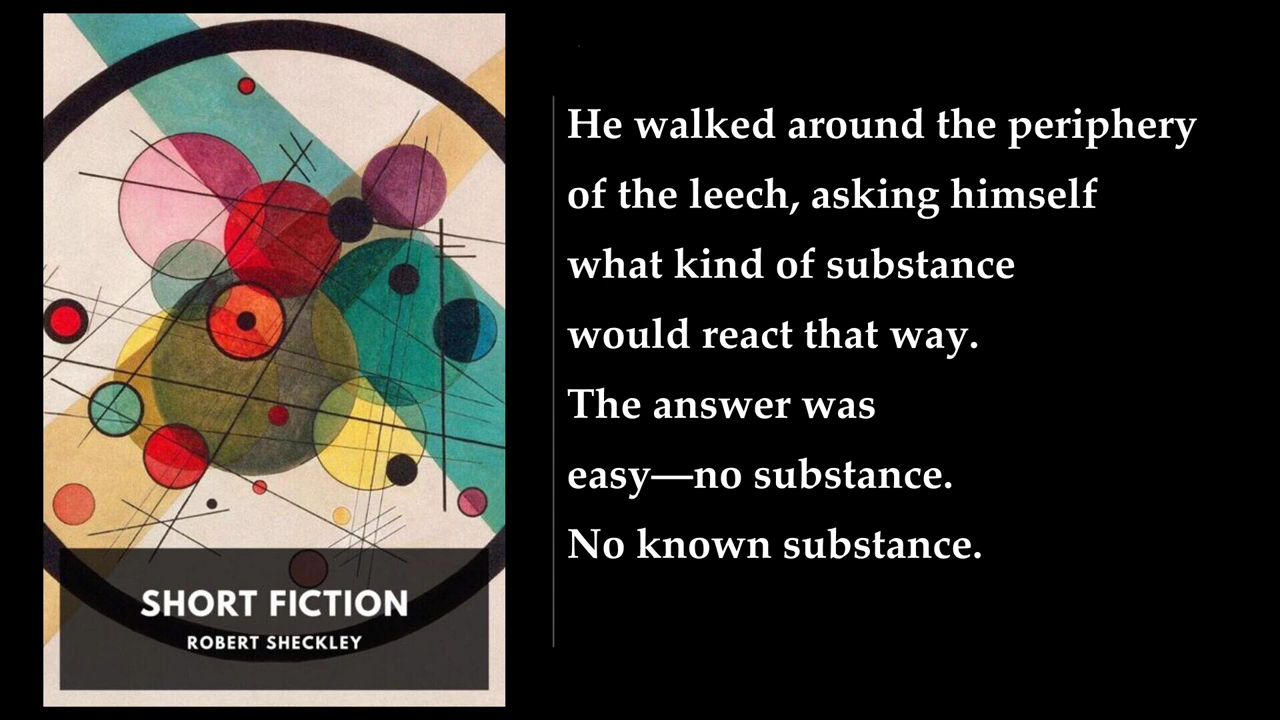 SHORT FICTION
ROBERT SHECKLEY
He walked around the periphery
of the leech, asking himself
what kind of substance
would react that way.
The answer was
easy—no substance.
No known substance.